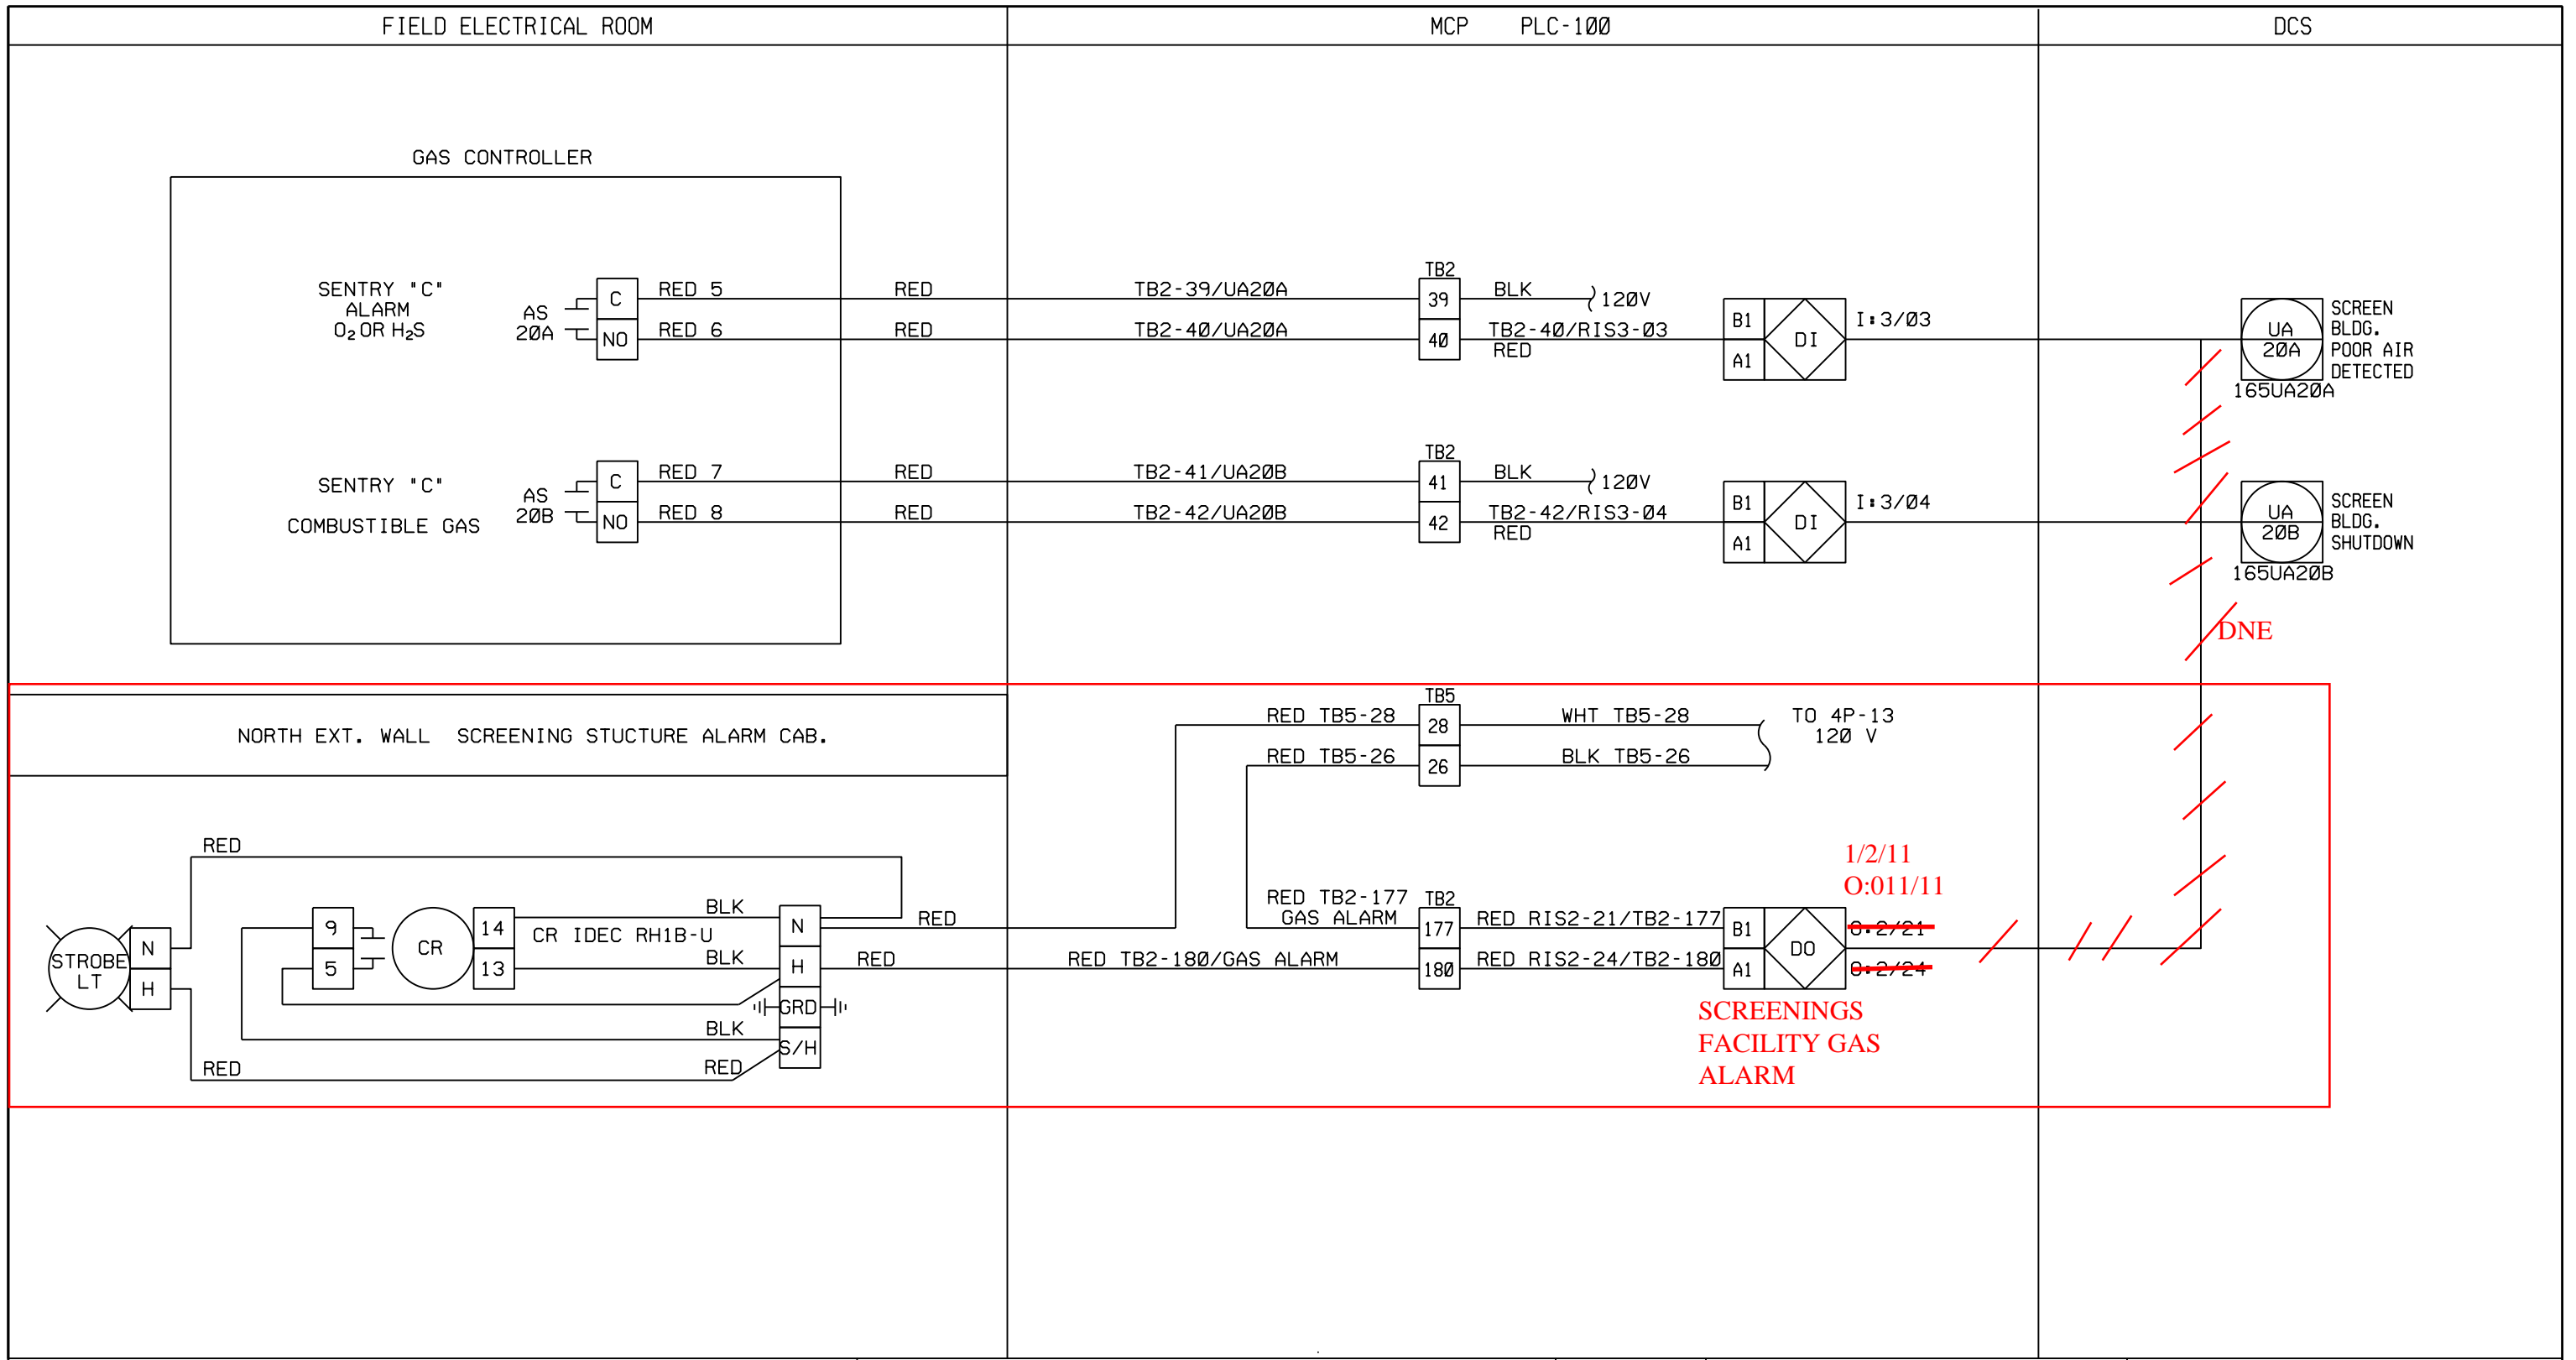 FIELD ELECTRICAL ROOM
MCP PLC-100
DCS
GAS CONTROLLER
SENTRY "C"
ALARM
O₂ OR H₂S
AS
20A
C
NO
RED 5
RED 6
RED
RED
TB2-39/UA20A
TB2-40/UA20A
TB2
39
40
BLK
120V
TB2-40/RIS3-03
RED
B1
A1
DI
I:3/03
UA
20A
165UA20A
SCREEN
BLDG.
POOR AIR
DETECTED
SENTRY "C"
COMBUSTIBLE GAS
AS
20B
C
NO
RED 7
RED 8
RED
RED
TB2-41/UA20B
TB2-42/UA20B
TB2
41
42
BLK
120V
TB2-42/RIS3-04
RED
B1
A1
DI
I:3/04
UA
20B
165UA20B
SCREEN
BLDG.
SHUTDOWN
DNE
NORTH EXT. WALL SCREENING STUCTURE ALARM CAB.
RED TB5-28
RED TB5-26
TB5
28
26
WHT TB5-28
BLK TB5-26
TO 4P-13
120 V
STROBE
LT
N
H
RED
RED
9
5
CR
14
13
CR IDEC RH1B-U
BLK
BLK
BLK
RED
N
H
GRD
S/H
RED
RED
RED TB2-177
GAS ALARM
RED TB2-180/GAS ALARM
TB2
177
180
RED RIS2-21/TB2-177
RED RIS2-24/TB2-180
B1
A1
DO
1/2/11
O:011/11
O:2/21
O:2/24
SCREENINGS
FACILITY GAS
ALARM